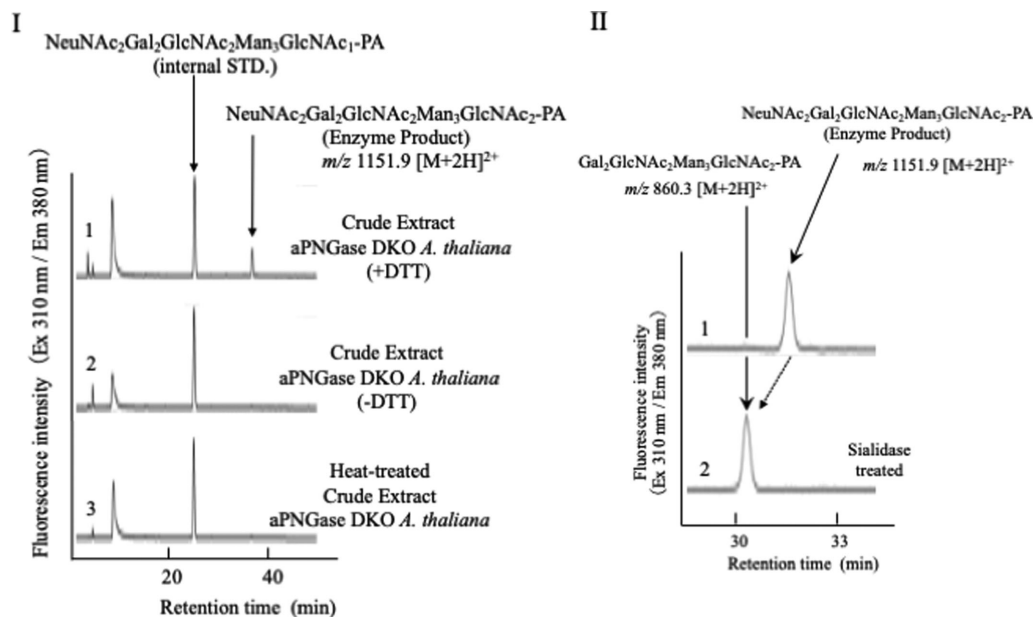 I
NeuNAc₂Gal₂GlcNAc₂Man₃GlcNAc₁-PA
(internal STD.)
NeuNAc₂Gal₂GlcNAc₂Man₃GlcNAc₂-PA
(Enzyme Product)
m/z 1151.9 [M+2H]²⁺
Fluorescence intensity (Ex 310 nm / Em 380 nm)
1
Crude Extract
aPNGase DKO A. thaliana
(+DTT)
2
Crude Extract
aPNGase DKO A. thaliana
(-DTT)
3
Heat-treated
Crude Extract
aPNGase DKO A. thaliana
20
40
Retention time (min)
II
NeuNAc₂Gal₂GlcNAc₂Man₃GlcNAc₂-PA
(Enzyme Product)
m/z 1151.9 [M+2H]²⁺
Gal₂GlcNAc₂Man₃GlcNAc₂-PA
m/z 860.3 [M+2H]²⁺
Fluorescence intensity
(Ex 310 nm / Em 380 nm)
1
2
Sialidase
treated
30
33
Retention time (min)